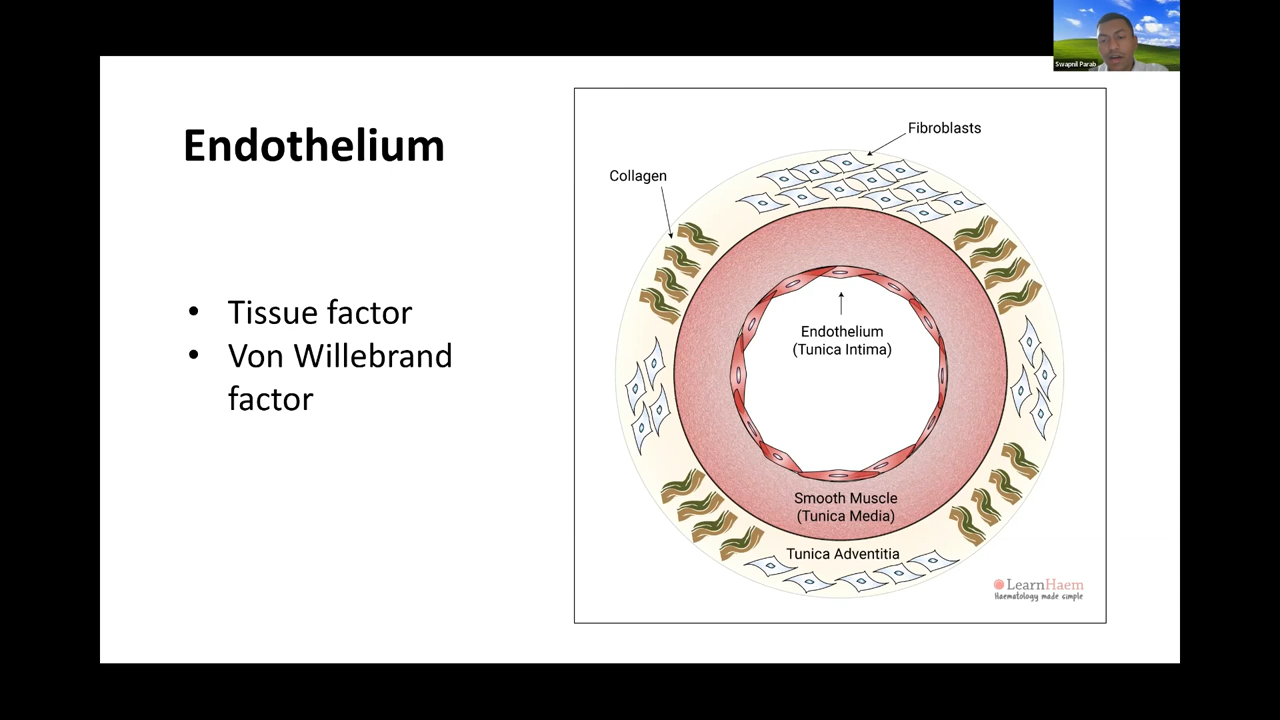 Swapnil Parab
Endothelium
• Tissue factor
• Von Willebrand
factor
Fibroblasts
Collagen
Endothelium
(Tunica Intima)
Smooth Muscle
(Tunica Media)
Tunica Adventitia
LearnHaem
Haematology made simple